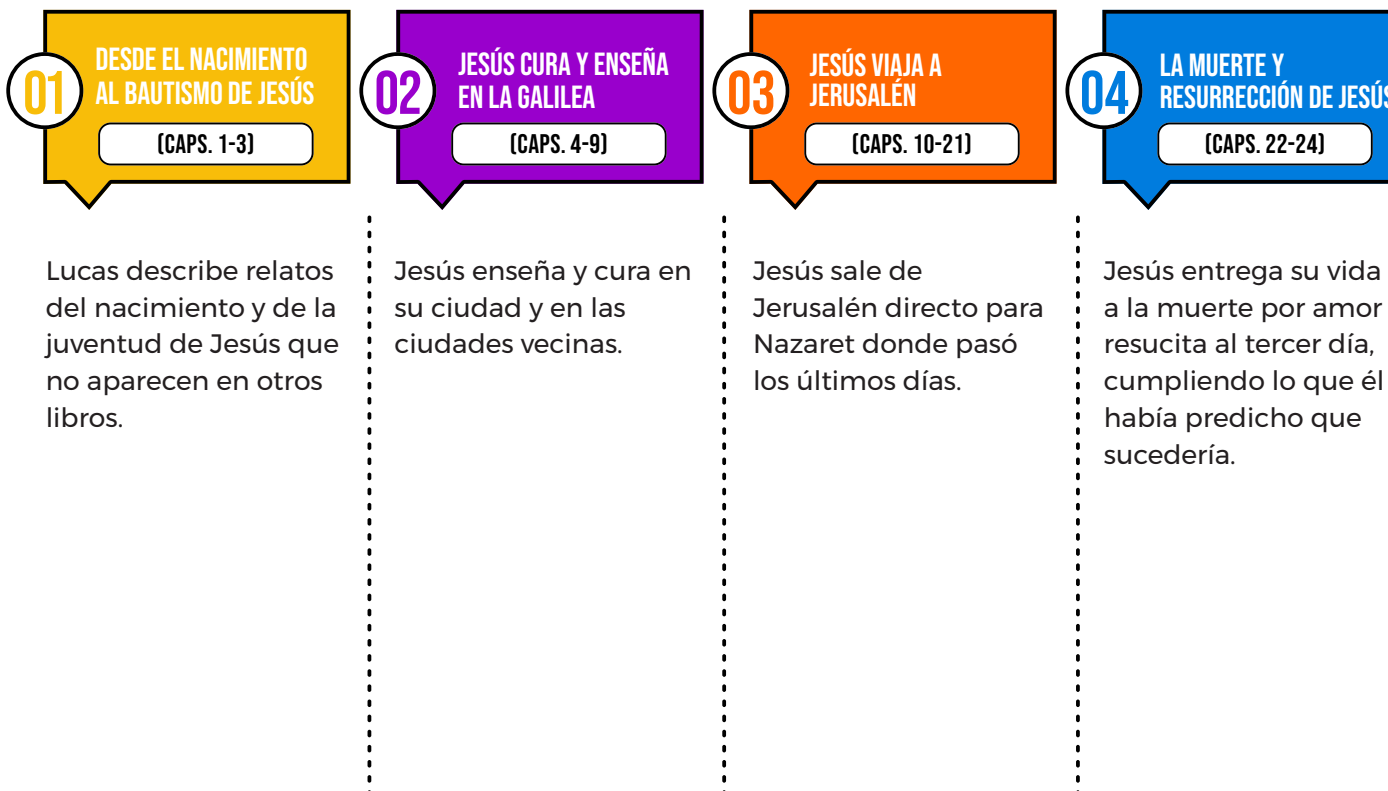 01
DESDE EL NACIMIENTO
AL BAUTISMO DE JESÚS
(CAPS. 1-3)
Lucas describe relatos
del nacimiento y de la
juventud de Jesús que
no aparecen en otros
libros.
02
JESÚS CURA Y ENSEÑA
EN LA GALILEA
(CAPS. 4-9)
Jesús enseña y cura en
su ciudad y en las
ciudades vecinas.
03
JESÚS VIAJA A
JERUSALÉN
(CAPS. 10-21)
Jesús sale de
Jerusalén directo para
Nazaret donde pasó
los últimos días.
04
LA MUERTE Y
RESURRECCIÓN DE JESÚS
(CAPS. 22-24)
Jesús entrega su vida
a la muerte por amor
resucita al tercer día,
cumpliendo lo que él
había predicho que
sucedería.